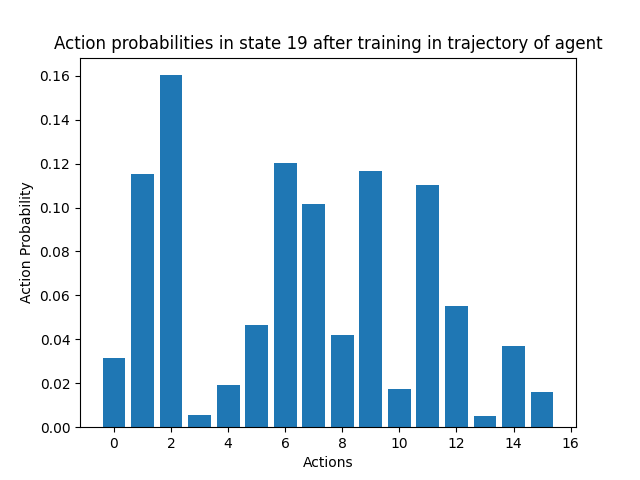 Action probabilities in state 19 after training in trajectory of agent
0.16
0.14
0.12
0.10
0.08
0.06
0.04
0.02
0.00
Action Probability
0 2 4 6 8 10 12 14 16
Actions